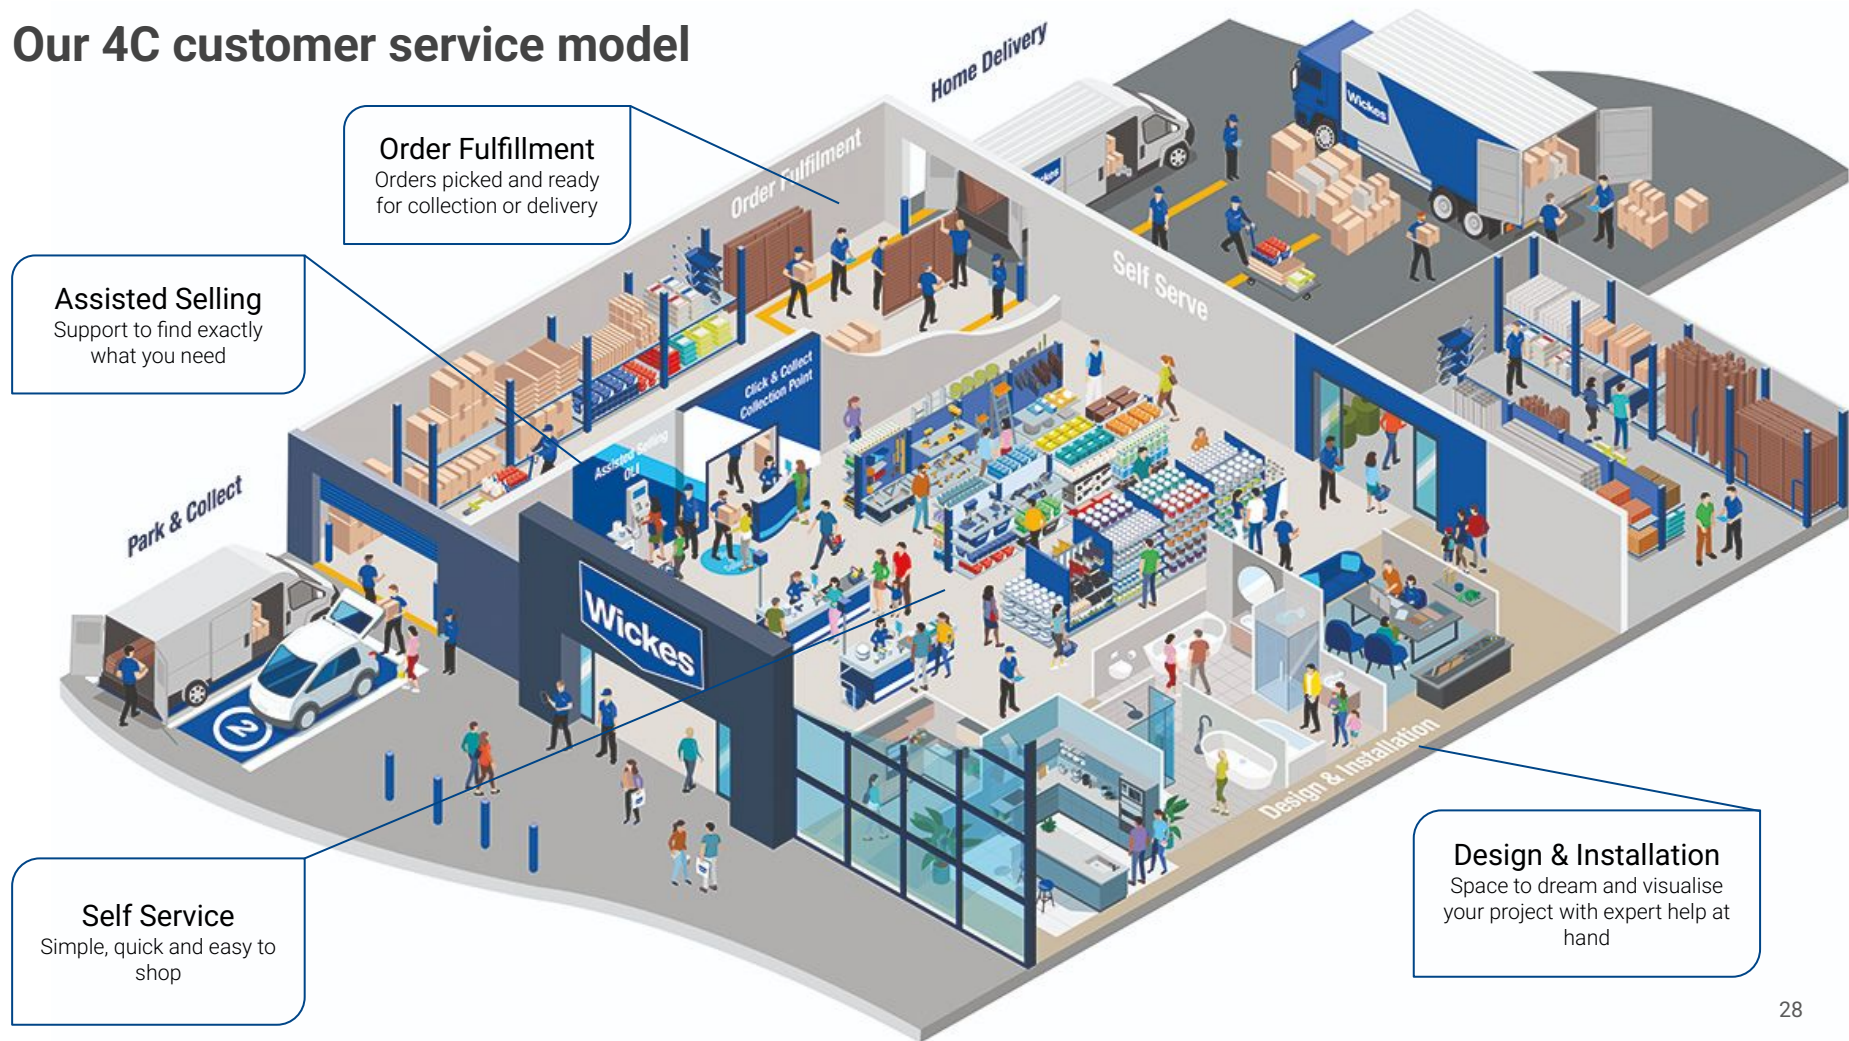 Our 4C customer service model
Home Delivery
Order Fulfillment
Orders picked and ready
for collection or delivery
Order Fulfilment
Wickes
Self Serve
Assisted Selling
Support to find exactly
what you need
Click & Collect
Collection Point
Assisted Selling
Park & Collect
Wickes
2
Design & Installation
Self Service
Simple, quick and easy to
shop
Design & Installation
Space to dream and visualise
your project with expert help at
hand
28